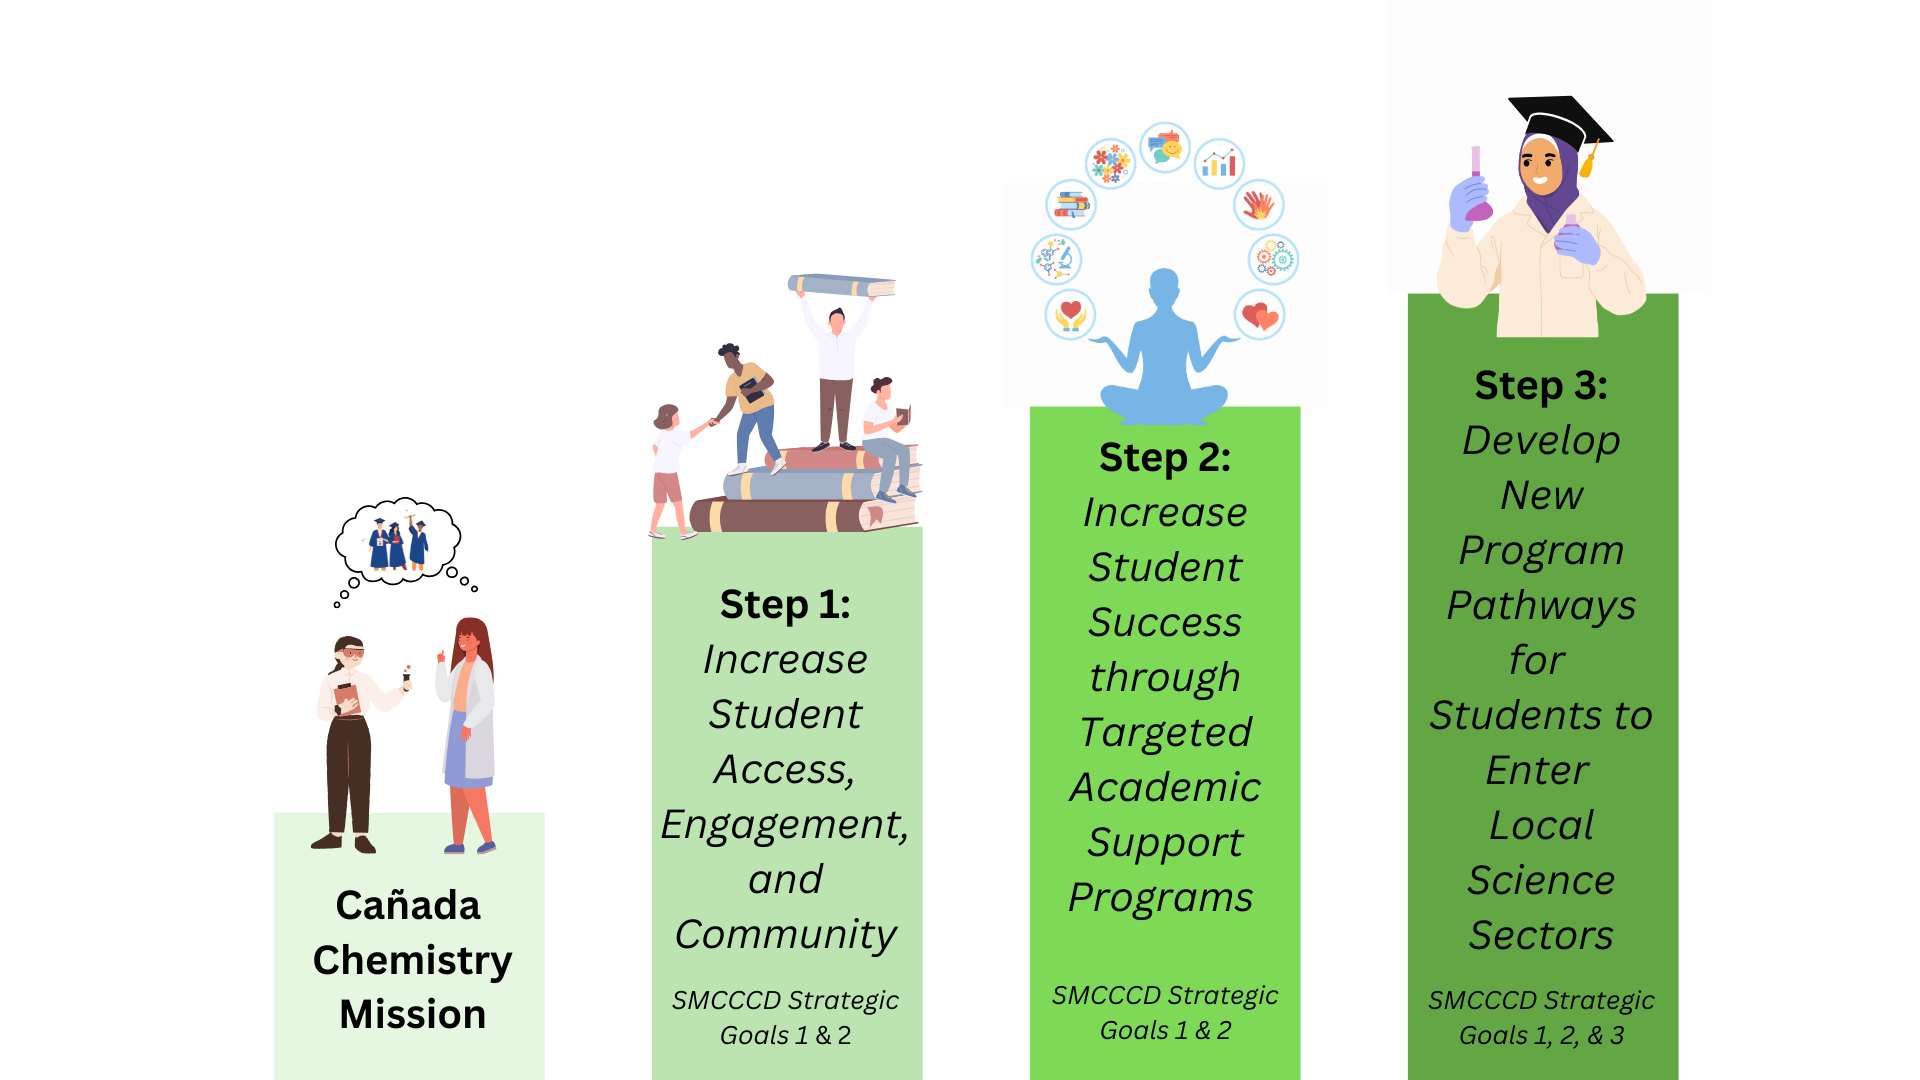 Cañada
Chemistry
Mission
Step 1:
Increase
Student
Access,
Engagement,
and
Community
SMCCCD Strategic
Goals 1 & 2
Step 2:
Increase
Student
Success
through
Targeted
Academic
Support
Programs
SMCCCD Strategic
Goals 1 & 2
Step 3:
Develop
New
Program
Pathways
for
Students to
Enter
Local
Science
Sectors
SMCCCD Strategic
Goals 1, 2, & 3